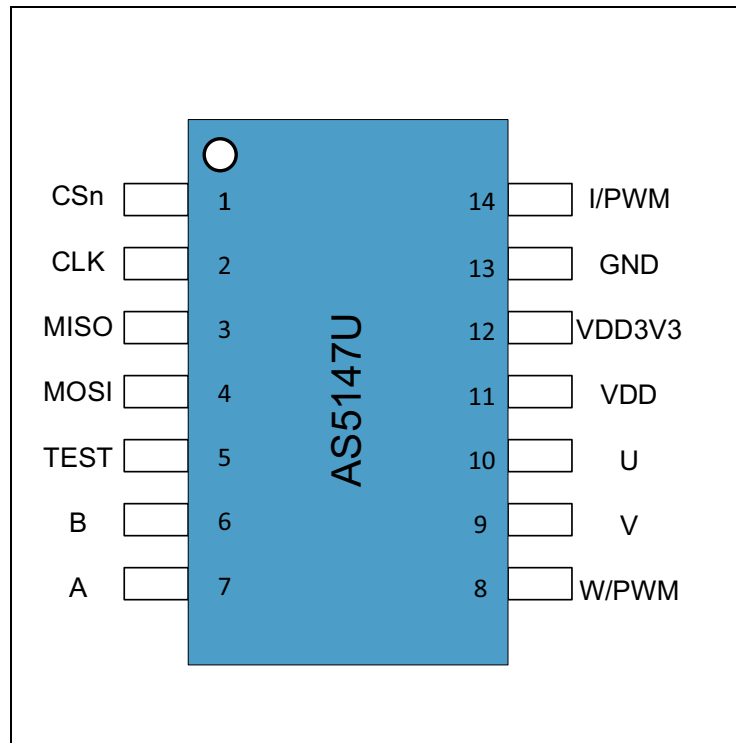 CSn 1 14 I/PWM
CLK 2 13 GND
MISO 3 12 VDD3V3
MOSI 4 11 VDD
TEST 5 10 U
B 6 9 V
A 7 8 W/PWM
AS5147U